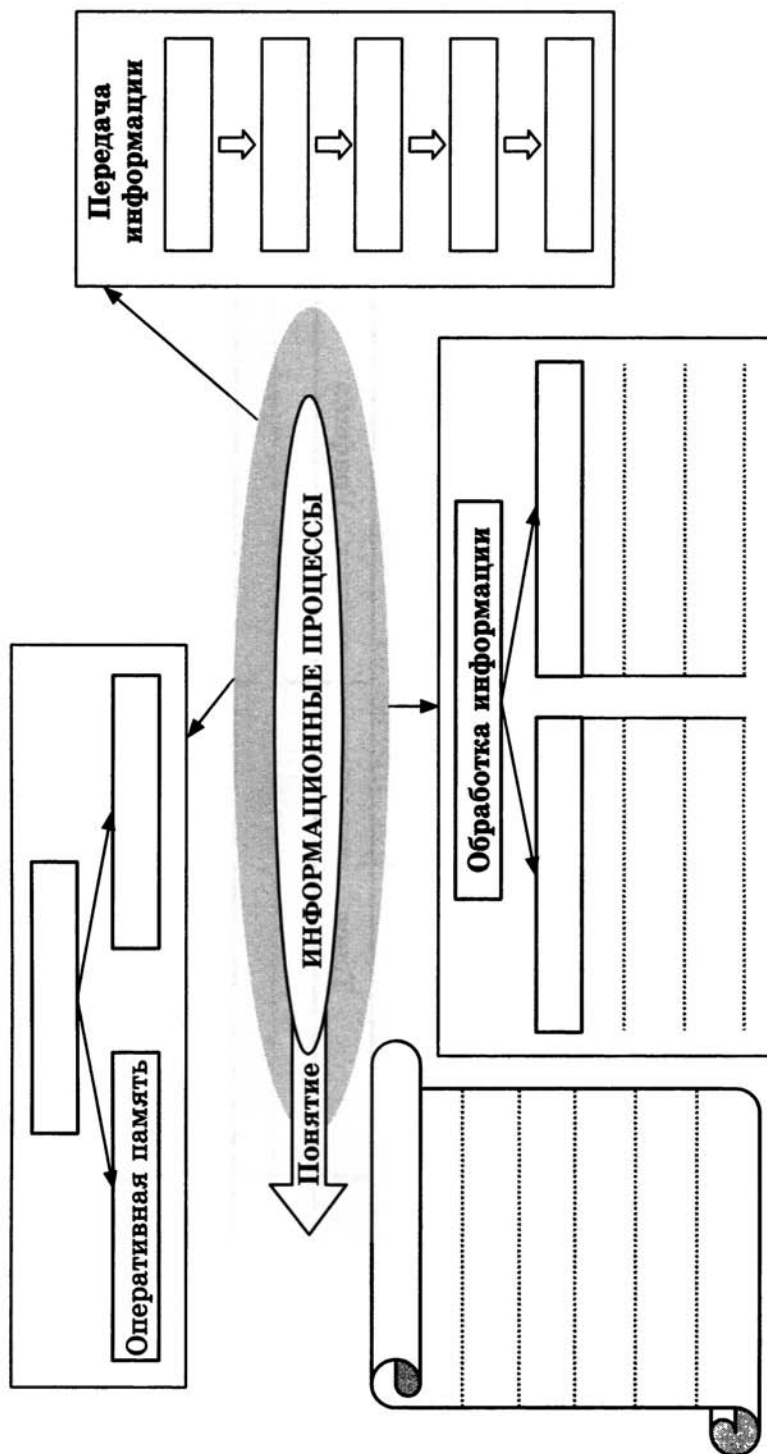 Оперативная память
Передача
информации
Понятие
ИНФОРМАЦИОННЫЕ ПРОЦЕССЫ
Обработка информации